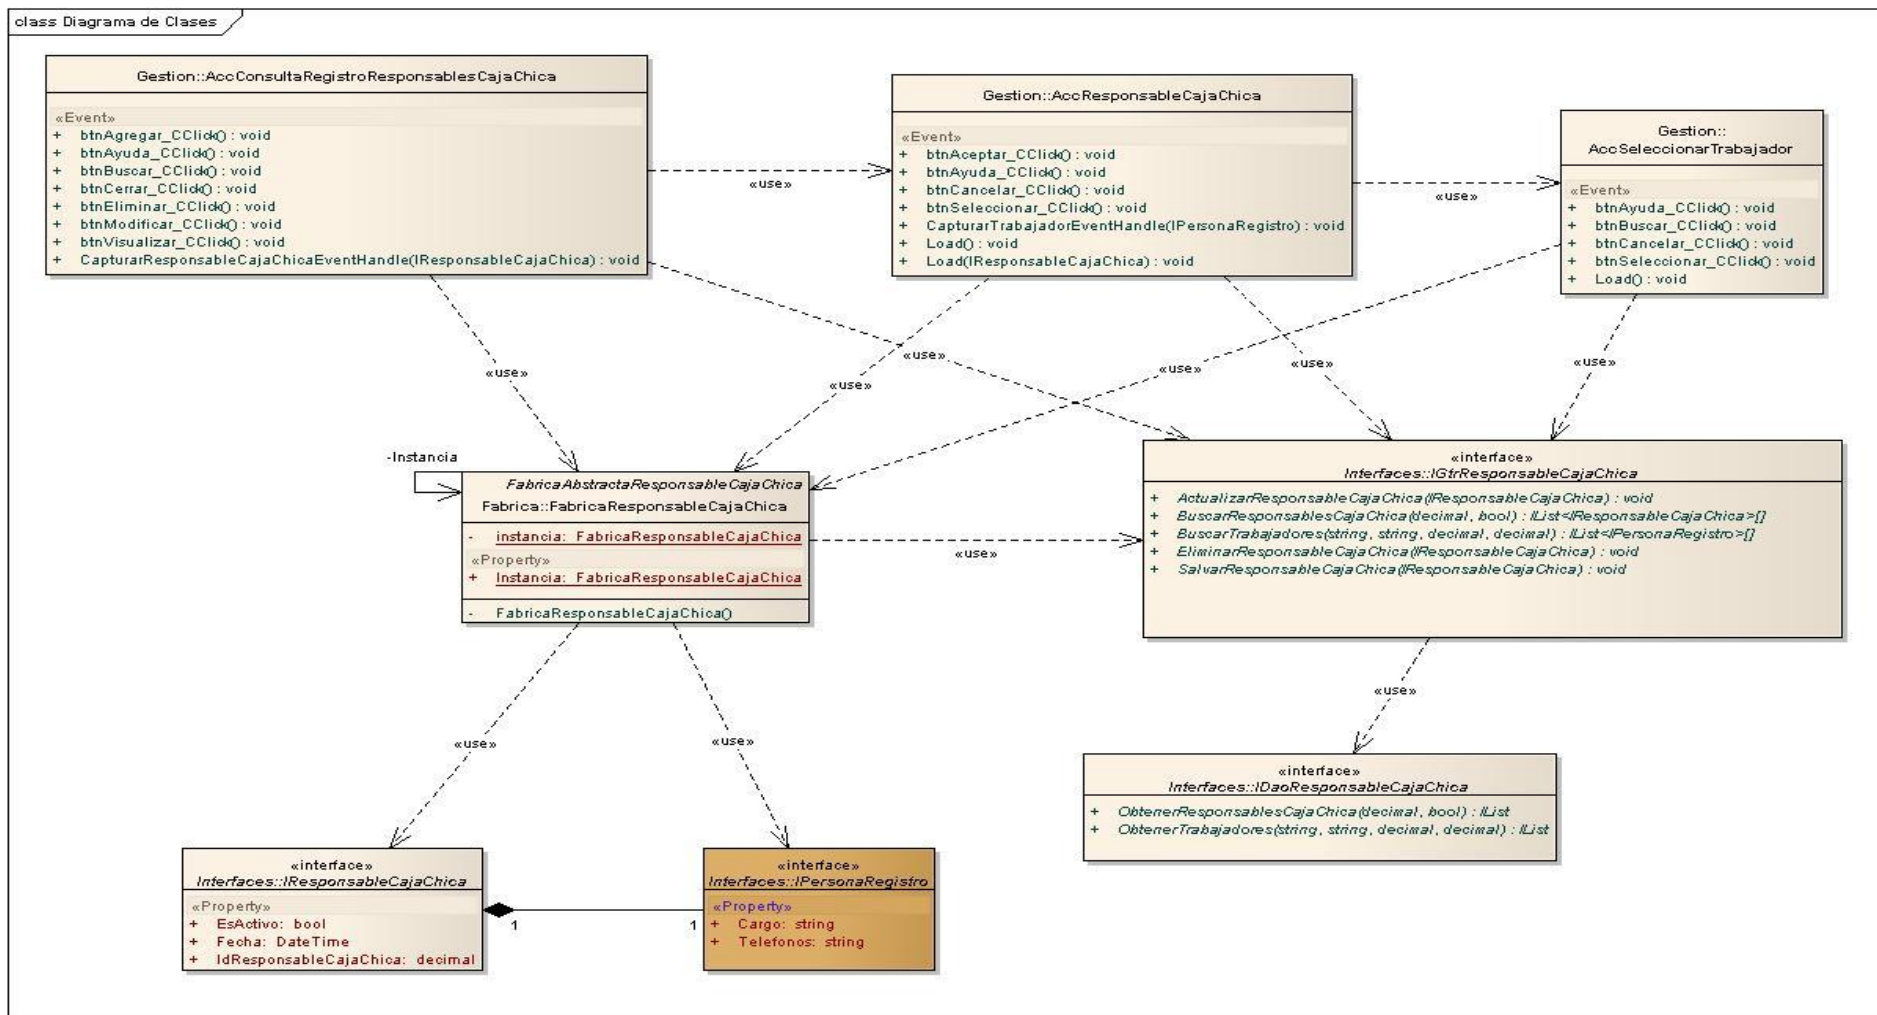 class Diagrama de Clases
Gestion::AccConsultaRegistroResponsablesCajaChica
«Event»
+ btnAgregar_CClick() : void
+ btnAyuda_CClick() : void
+ btnBuscar_CClick() : void
+ btnCerrar_CClick() : void
+ btnEliminar_CClick() : void
+ btnModificar_CClick() : void
+ btnVisualizar_CClick() : void
+ CapturarResponsableCajaChicaEventHandle(IResponsableCajaChica) : void
«use»
Gestion::AccResponsableCajaChica
«Event»
+ btnAceptar_CClick() : void
+ btnAyuda_CClick() : void
+ btnCancelar_CClick() : void
+ btnSeleccionar_CClick() : void
+ CapturarTrabajadorEventHandle(IPersonaRegistro) : void
+ Load() : void
+ Load(IResponsableCajaChica) : void
«use»
Gestion::
AccSeleccionarTrabajador
«Event»
+ btnAyuda_CClick() : void
+ btnBuscar_CClick() : void
+ btnCancelar_CClick() : void
+ btnSeleccionar_CClick() : void
+ Load() : void
«use»
«use»
«use»
«use»
«use»
«use»
-Instancia
FabricaAbstractaResponsableCajaChica
Fabrica::FabricaResponsableCajaChica
- instancia: FabricaResponsableCajaChica
«Property»
+ Instancia: FabricaResponsableCajaChica
- FabricaResponsableCajaChica()
«use»
«interface»
Interfaces::IGtrResponsableCajaChica
+ ActualizarResponsableCajaChica(IResponsableCajaChica) : void
+ BuscarResponsablesCajaChica(decimal, bool) : IList<IResponsableCajaChica>[]
+ BuscarTrabajadores(string, string, decimal, decimal) : IList<IPersonaRegistro>[]
+ EliminarResponsableCajaChica(IResponsableCajaChica) : void
+ SalvarResponsableCajaChica(IResponsableCajaChica) : void
«use»
«use»
«use»
«interface»
Interfaces::IDaoResponsableCajaChica
+ ObtenerResponsablesCajaChica(decimal, bool) : IList
+ ObtenerTrabajadores(string, string, decimal, decimal) : IList
«interface»
Interfaces::IResponsableCajaChica
«Property»
+ EsActivo: bool
+ Fecha: DateTime
+ IdResponsableCajaChica: decimal
1
1
«interface»
Interfaces::IPersonaRegistro
«Property»
+ Cargo: string
+ Telefonos: string